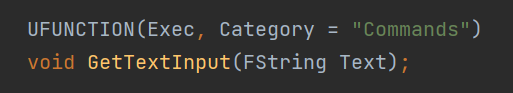 UFUNCTION(Exec, Category = "Commands")
void GetTextInput(FString Text);